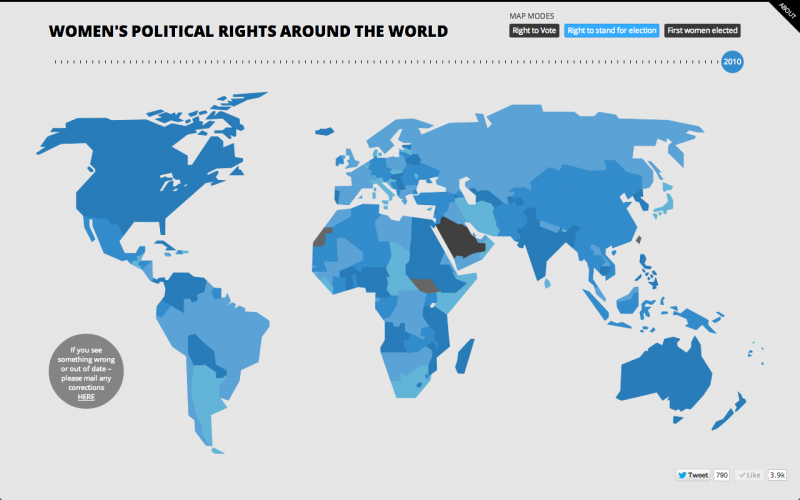 ABOUT
WOMEN'S POLITICAL RIGHTS AROUND THE WORLD
MAP MODES
Right to Vote
Right to stand for election
First women elected
2010
If you see
something wrong
or out of date –
please mail any
corrections
HERE
Tweet
790
Like
3.9k